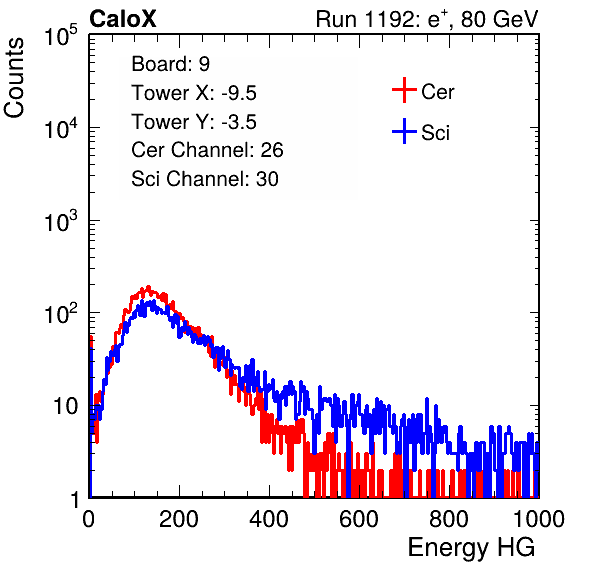 CaloX Run 1192: e⁺, 80 GeV
Counts
10⁵
10⁴
10³
10²
10
1
Board: 9
Tower X: -9.5
Tower Y: -3.5
Cer Channel: 26
Sci Channel: 30
Cer
Sci
0 200 400 600 800 1000
Energy HG